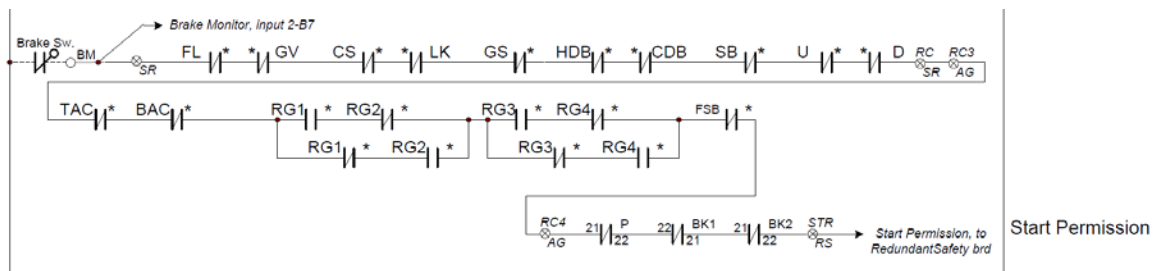 Brake Monitor, input 2-B7
Brake Sw.
BM
SR
FL * * GV CS * * LK GS * HDB * * CDB SB * U * * D RC RC3
SR AG
TAC * BAC * RG1 * RG2 * RG3 * RG4 * FSB *
RG1 * RG2 * RG3 * RG4 *
RC4 21 P 22 BK1 21 BK2 STR
AG 22 21 22 RS
Start Permission, to
RedundantSafety brd
Start Permission